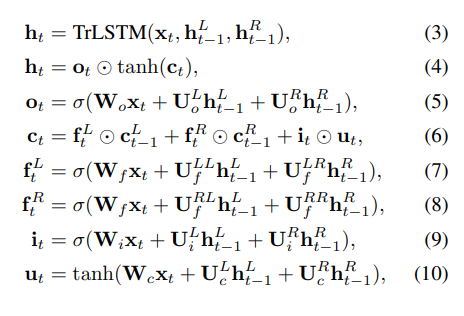 h_t = TrLSTM(x_t, h^L_{t−1}, h^R_{t−1}), (3)
h_t = o_t ⊙ tanh(c_t), (4)
o_t = σ(W_o x_t + U^L_o h^L_{t−1} + U^R_o h^R_{t−1}), (5)
c_t = f^L_t ⊙ c^L_{t−1} + f^R_t ⊙ c^R_{t−1} + i_t ⊙ u_t, (6)
f^L_t = σ(W_f x_t + U^{LL}_f h^L_{t−1} + U^{LR}_f h^R_{t−1}), (7)
f^R_t = σ(W_f x_t + U^{RL}_f h^L_{t−1} + U^{RR}_f h^R_{t−1}), (8)
i_t = σ(W_i x_t + U^L_i h^L_{t−1} + U^R_i h^R_{t−1}), (9)
u_t = tanh(W_c x_t + U^L_c h^L_{t−1} + U^R_c h^R_{t−1}), (10)